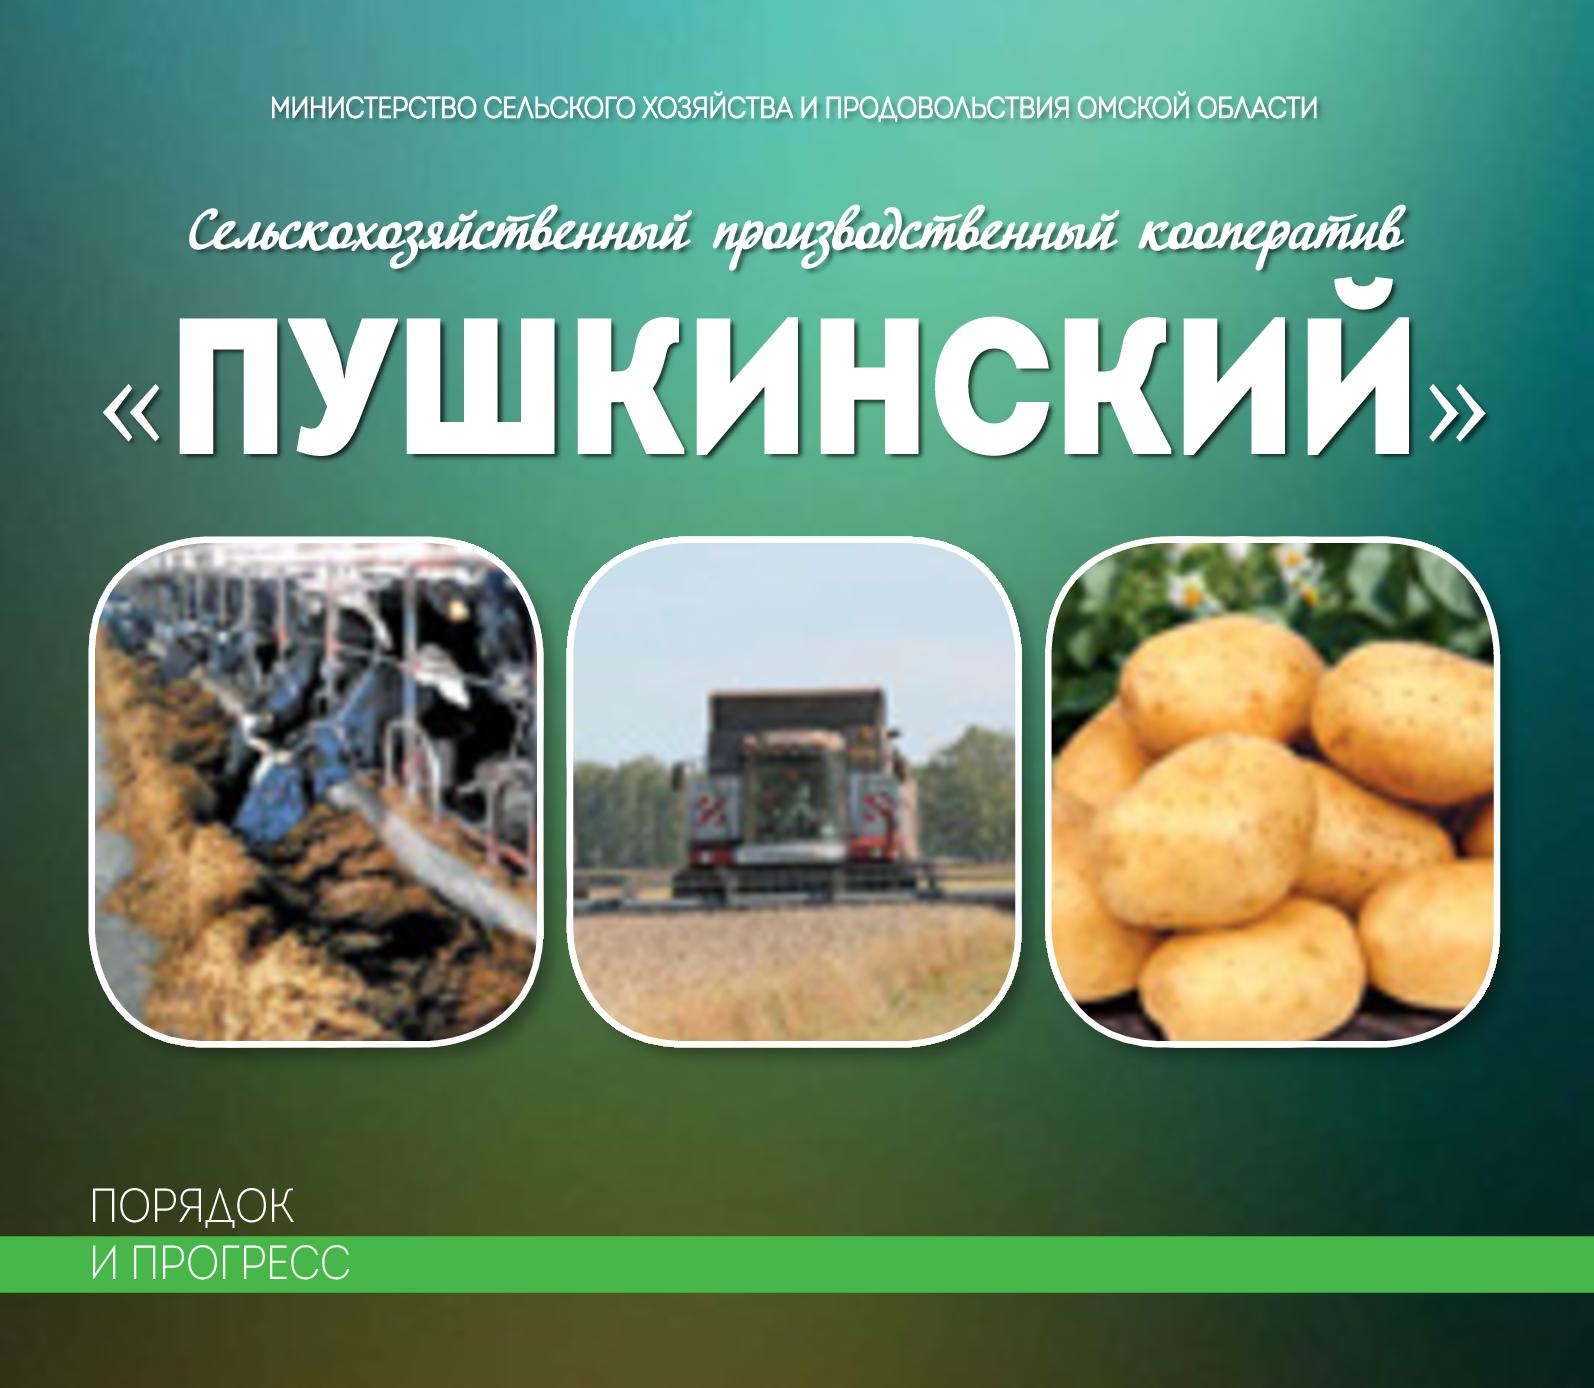 МИНИСТЕРСТВО СЕЛЬСКОГО ХОЗЯЙСТВА И ПРОДОВОЛЬСТВИЯ ОМСКОЙ ОБЛАСТИ
Сельскохозяйственный производственный кооператив
«ПУШКИНСКИЙ»
ПОРЯДОК
И ПРОГРЕСС